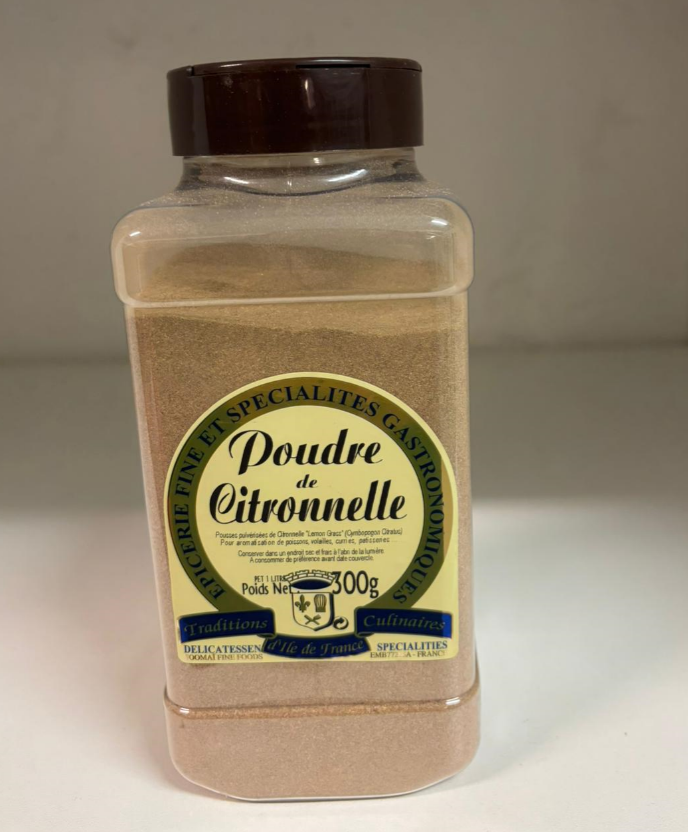 EPICERIE FINE ET SPECIALITES GASTRONOMIQUES
Poudre
de
Citronnelle
Pousses pulvérisées de Citronnelle "Lemon Grass" (Cymbopogon Citratus)
Pour aromatisation de poissons, volailles, curries, patisseries...
Conserver dans un endroit sec et frais à l'abri de la lumière
A consommer de préférence avant date couvercle.
PET 1 LITRE
Poids Net 300g
Traditions Culinaires
d'Ile de France
DELICATESSEN SPECIALITIES
FINE FOODS FRANCE